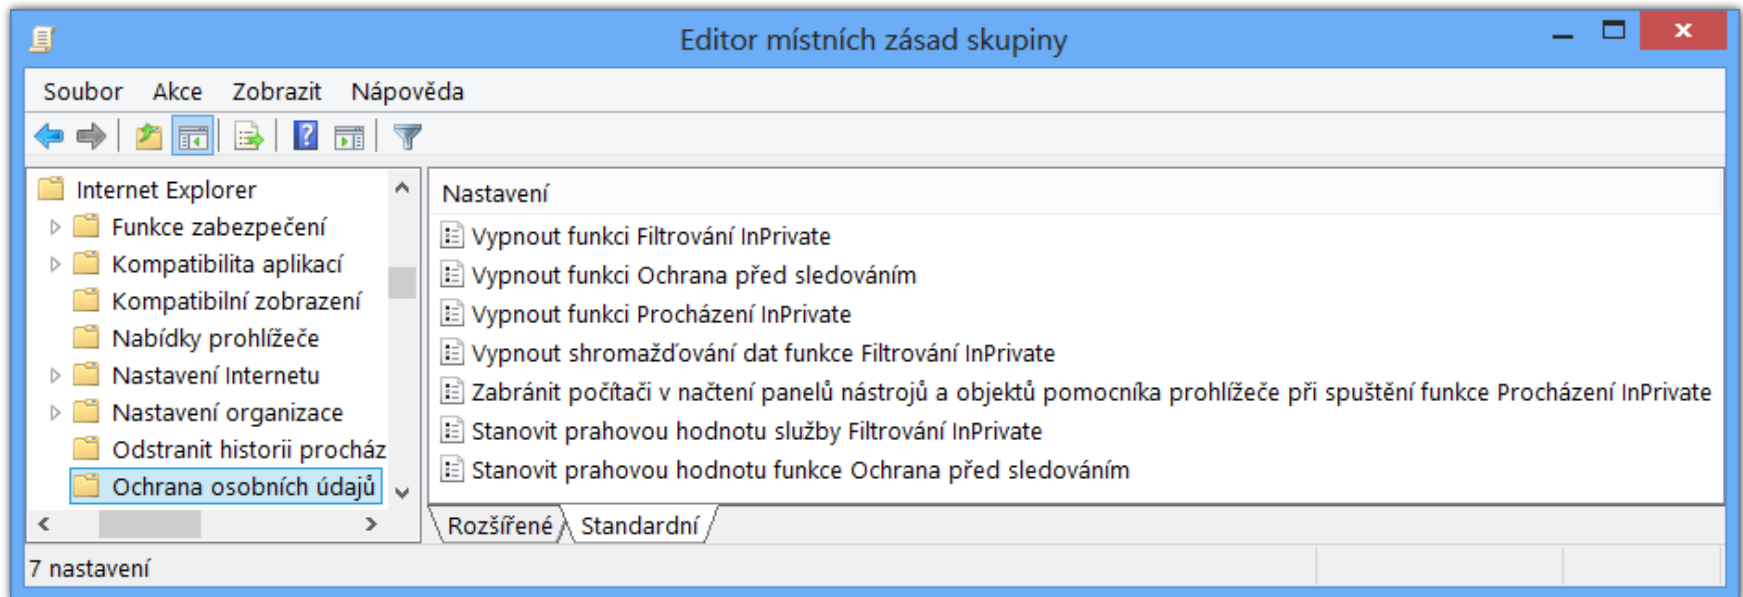 Editor místních zásad skupiny
Soubor Akce Zobrazit Nápověda
Internet Explorer
Funkce zabezpečení
Kompatibilita aplikací
Kompatibilní zobrazení
Nabídky prohlížeče
Nastavení Internetu
Nastavení organizace
Odstranit historii procház
Ochrana osobních údajů
Nastavení
Vypnout funkci Filtrování InPrivate
Vypnout funkci Ochrana před sledováním
Vypnout funkci Procházení InPrivate
Vypnout shromažďování dat funkce Filtrování InPrivate
Zabránit počítači v načtení panelů nástrojů a objektů pomocníka prohlížeče při spuštění funkce Procházení InPrivate
Stanovit prahovou hodnotu služby Filtrování InPrivate
Stanovit prahovou hodnotu funkce Ochrana před sledováním
Rozšířené Standardní
7 nastavení